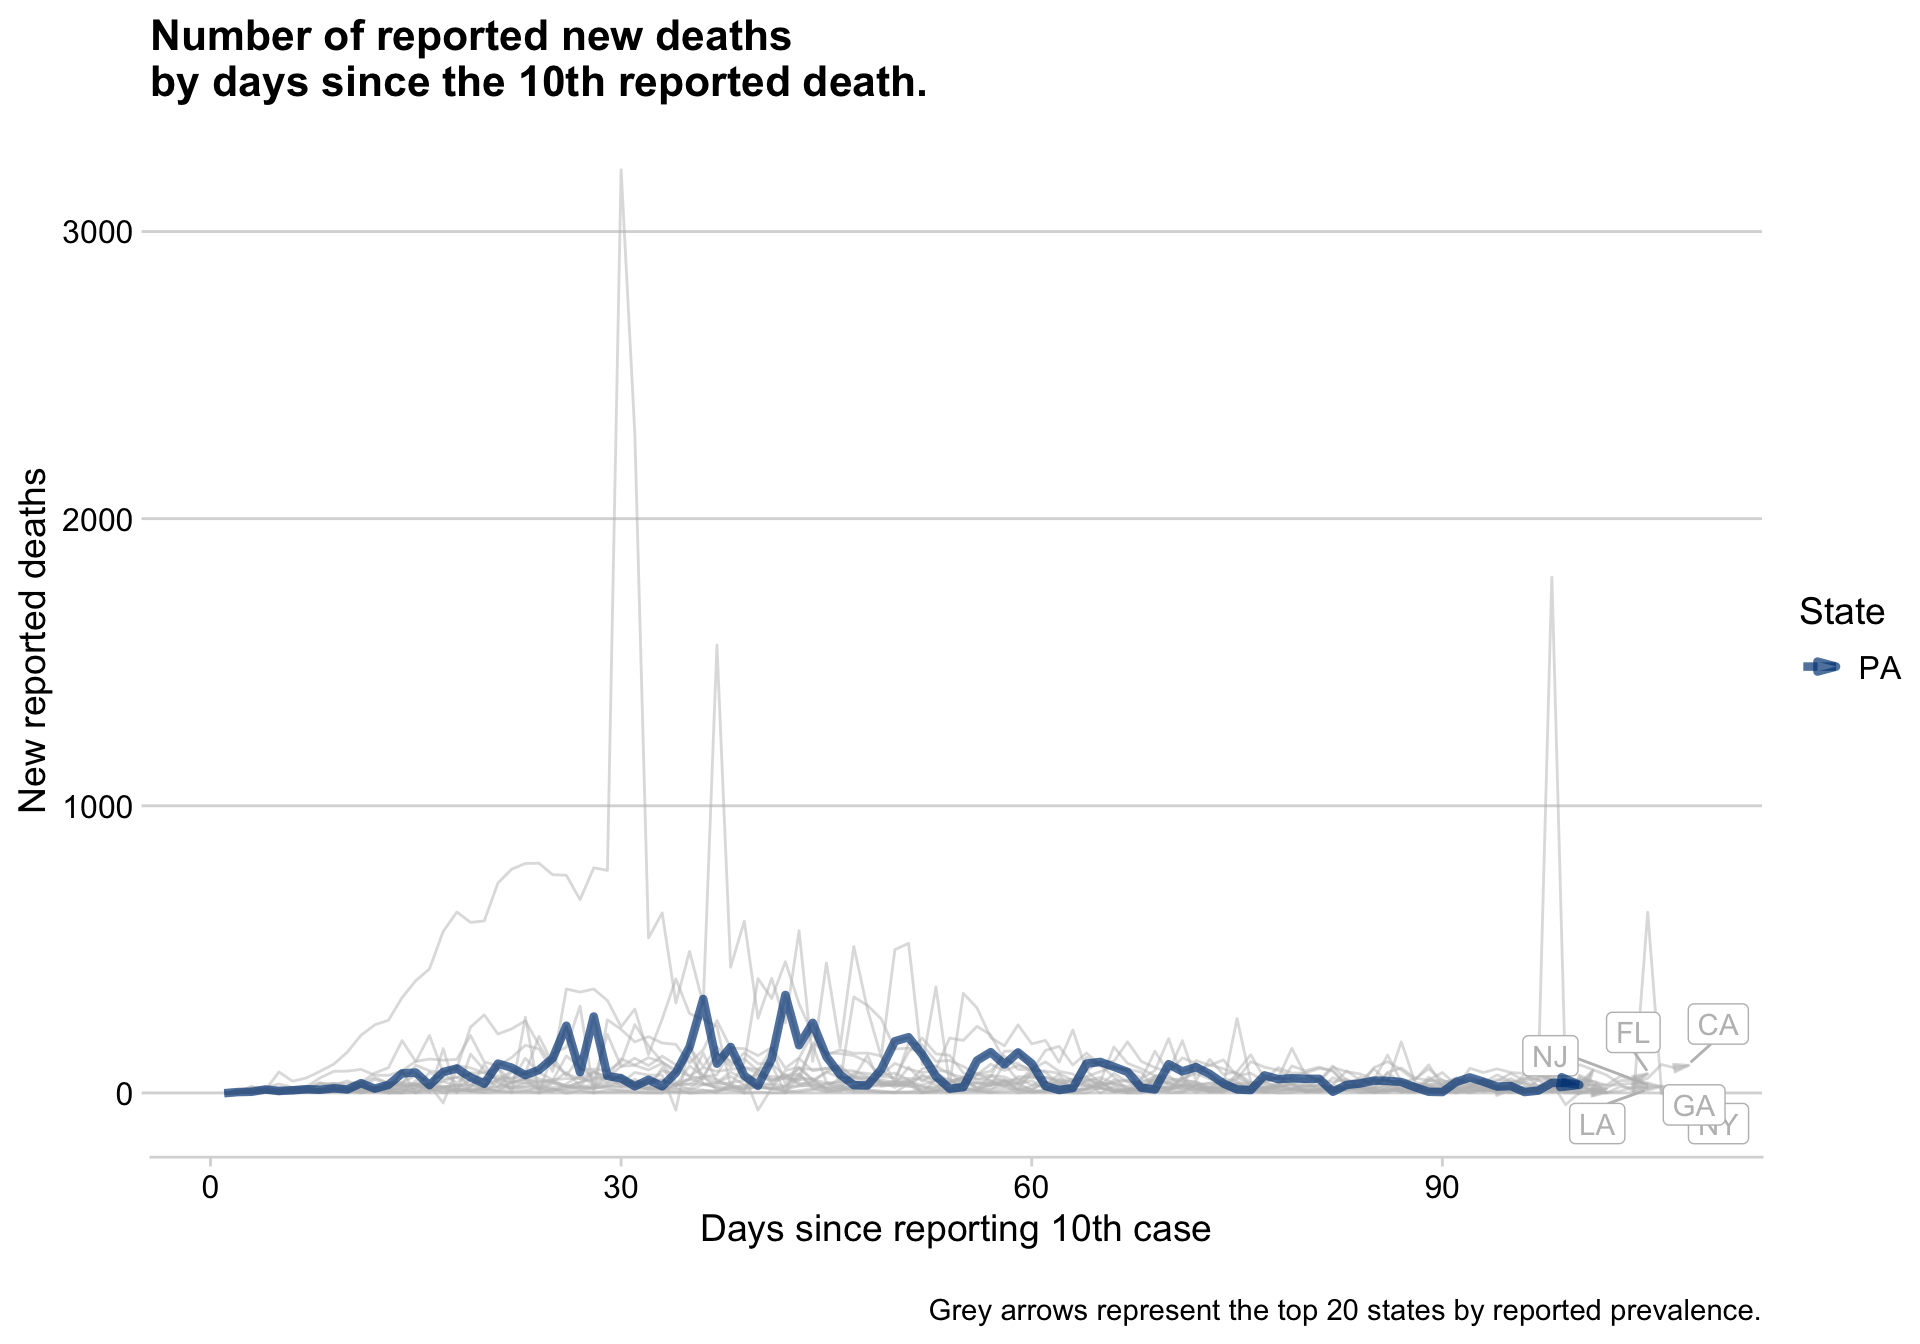 Number of reported new deaths
by days since the 10th reported death.
New reported deaths
3000
2000
1000
0
0
30
60
90
Days since reporting 10th case
NJ
FL
CA
LA
GA
NY
State
PA
Grey arrows represent the top 20 states by reported prevalence.